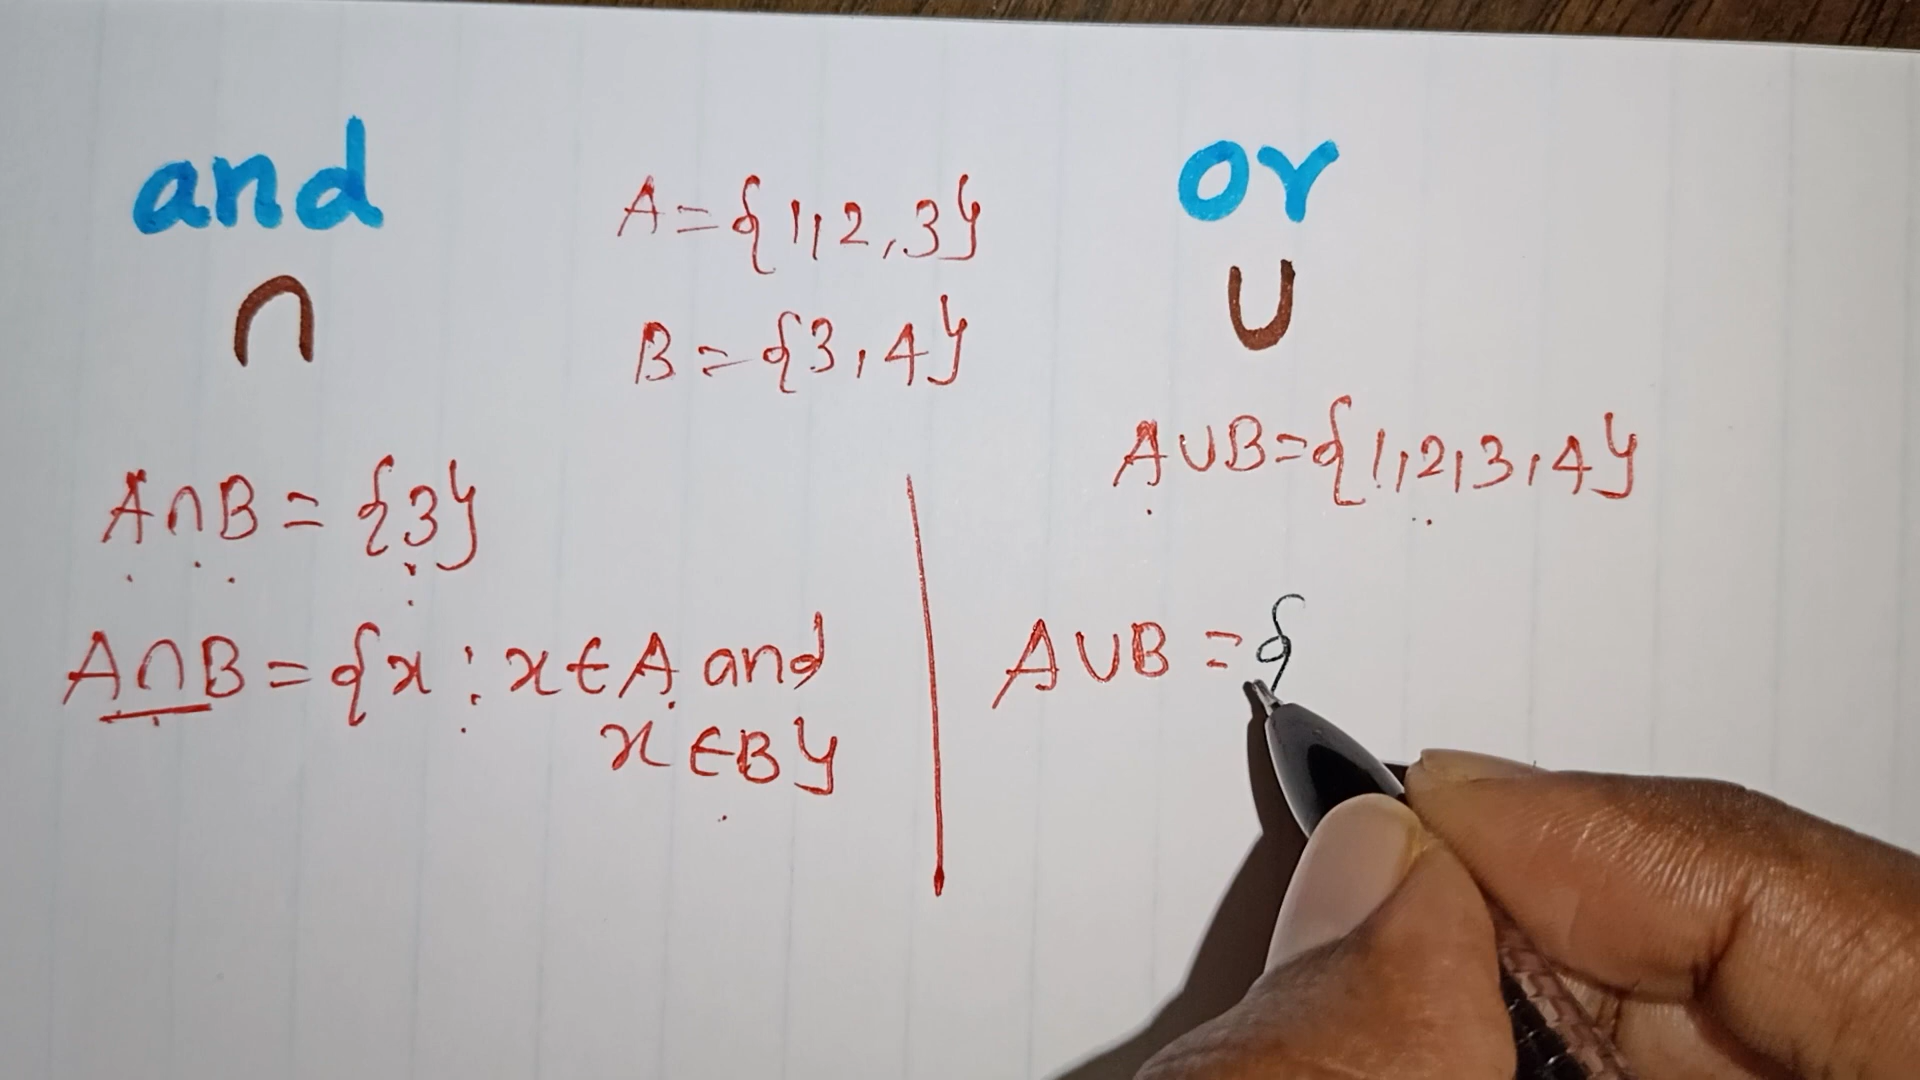 and
∩
A={1,2,3}
B={3,4}
or
∪
A∩B={3}
A∩B={x:x∈A and
x∈B}
A∪B={1,2,3,4}
A∪B={